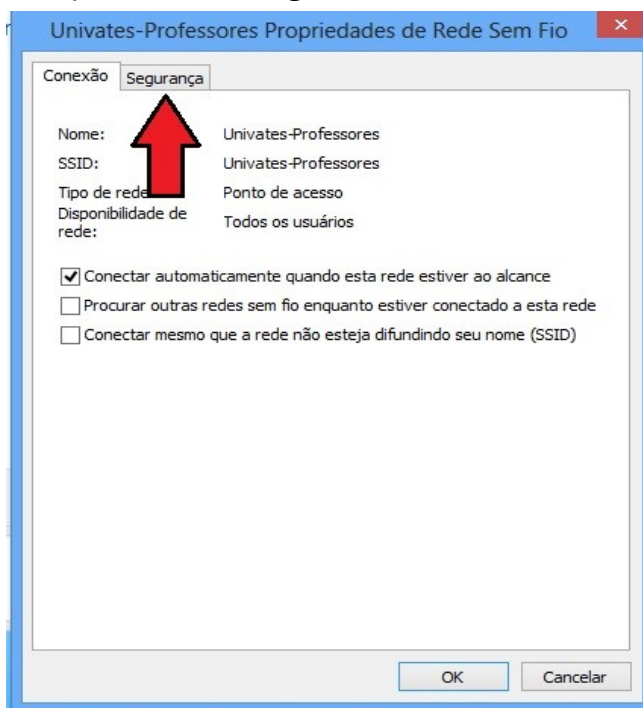 Univates-Professores Propriedades de Rede Sem Fio
Conexão Segurança
Nome: Univates-Professores
SSID: Univates-Professores
Tipo de rede Ponto de acesso
Disponibilidade de
rede: Todos os usuários
Conectar automaticamente quando esta rede estiver ao alcance
Procurar outras redes sem fio enquanto estiver conectado a esta rede
Conectar mesmo que a rede não esteja difundindo seu nome (SSID)
OK Cancelar